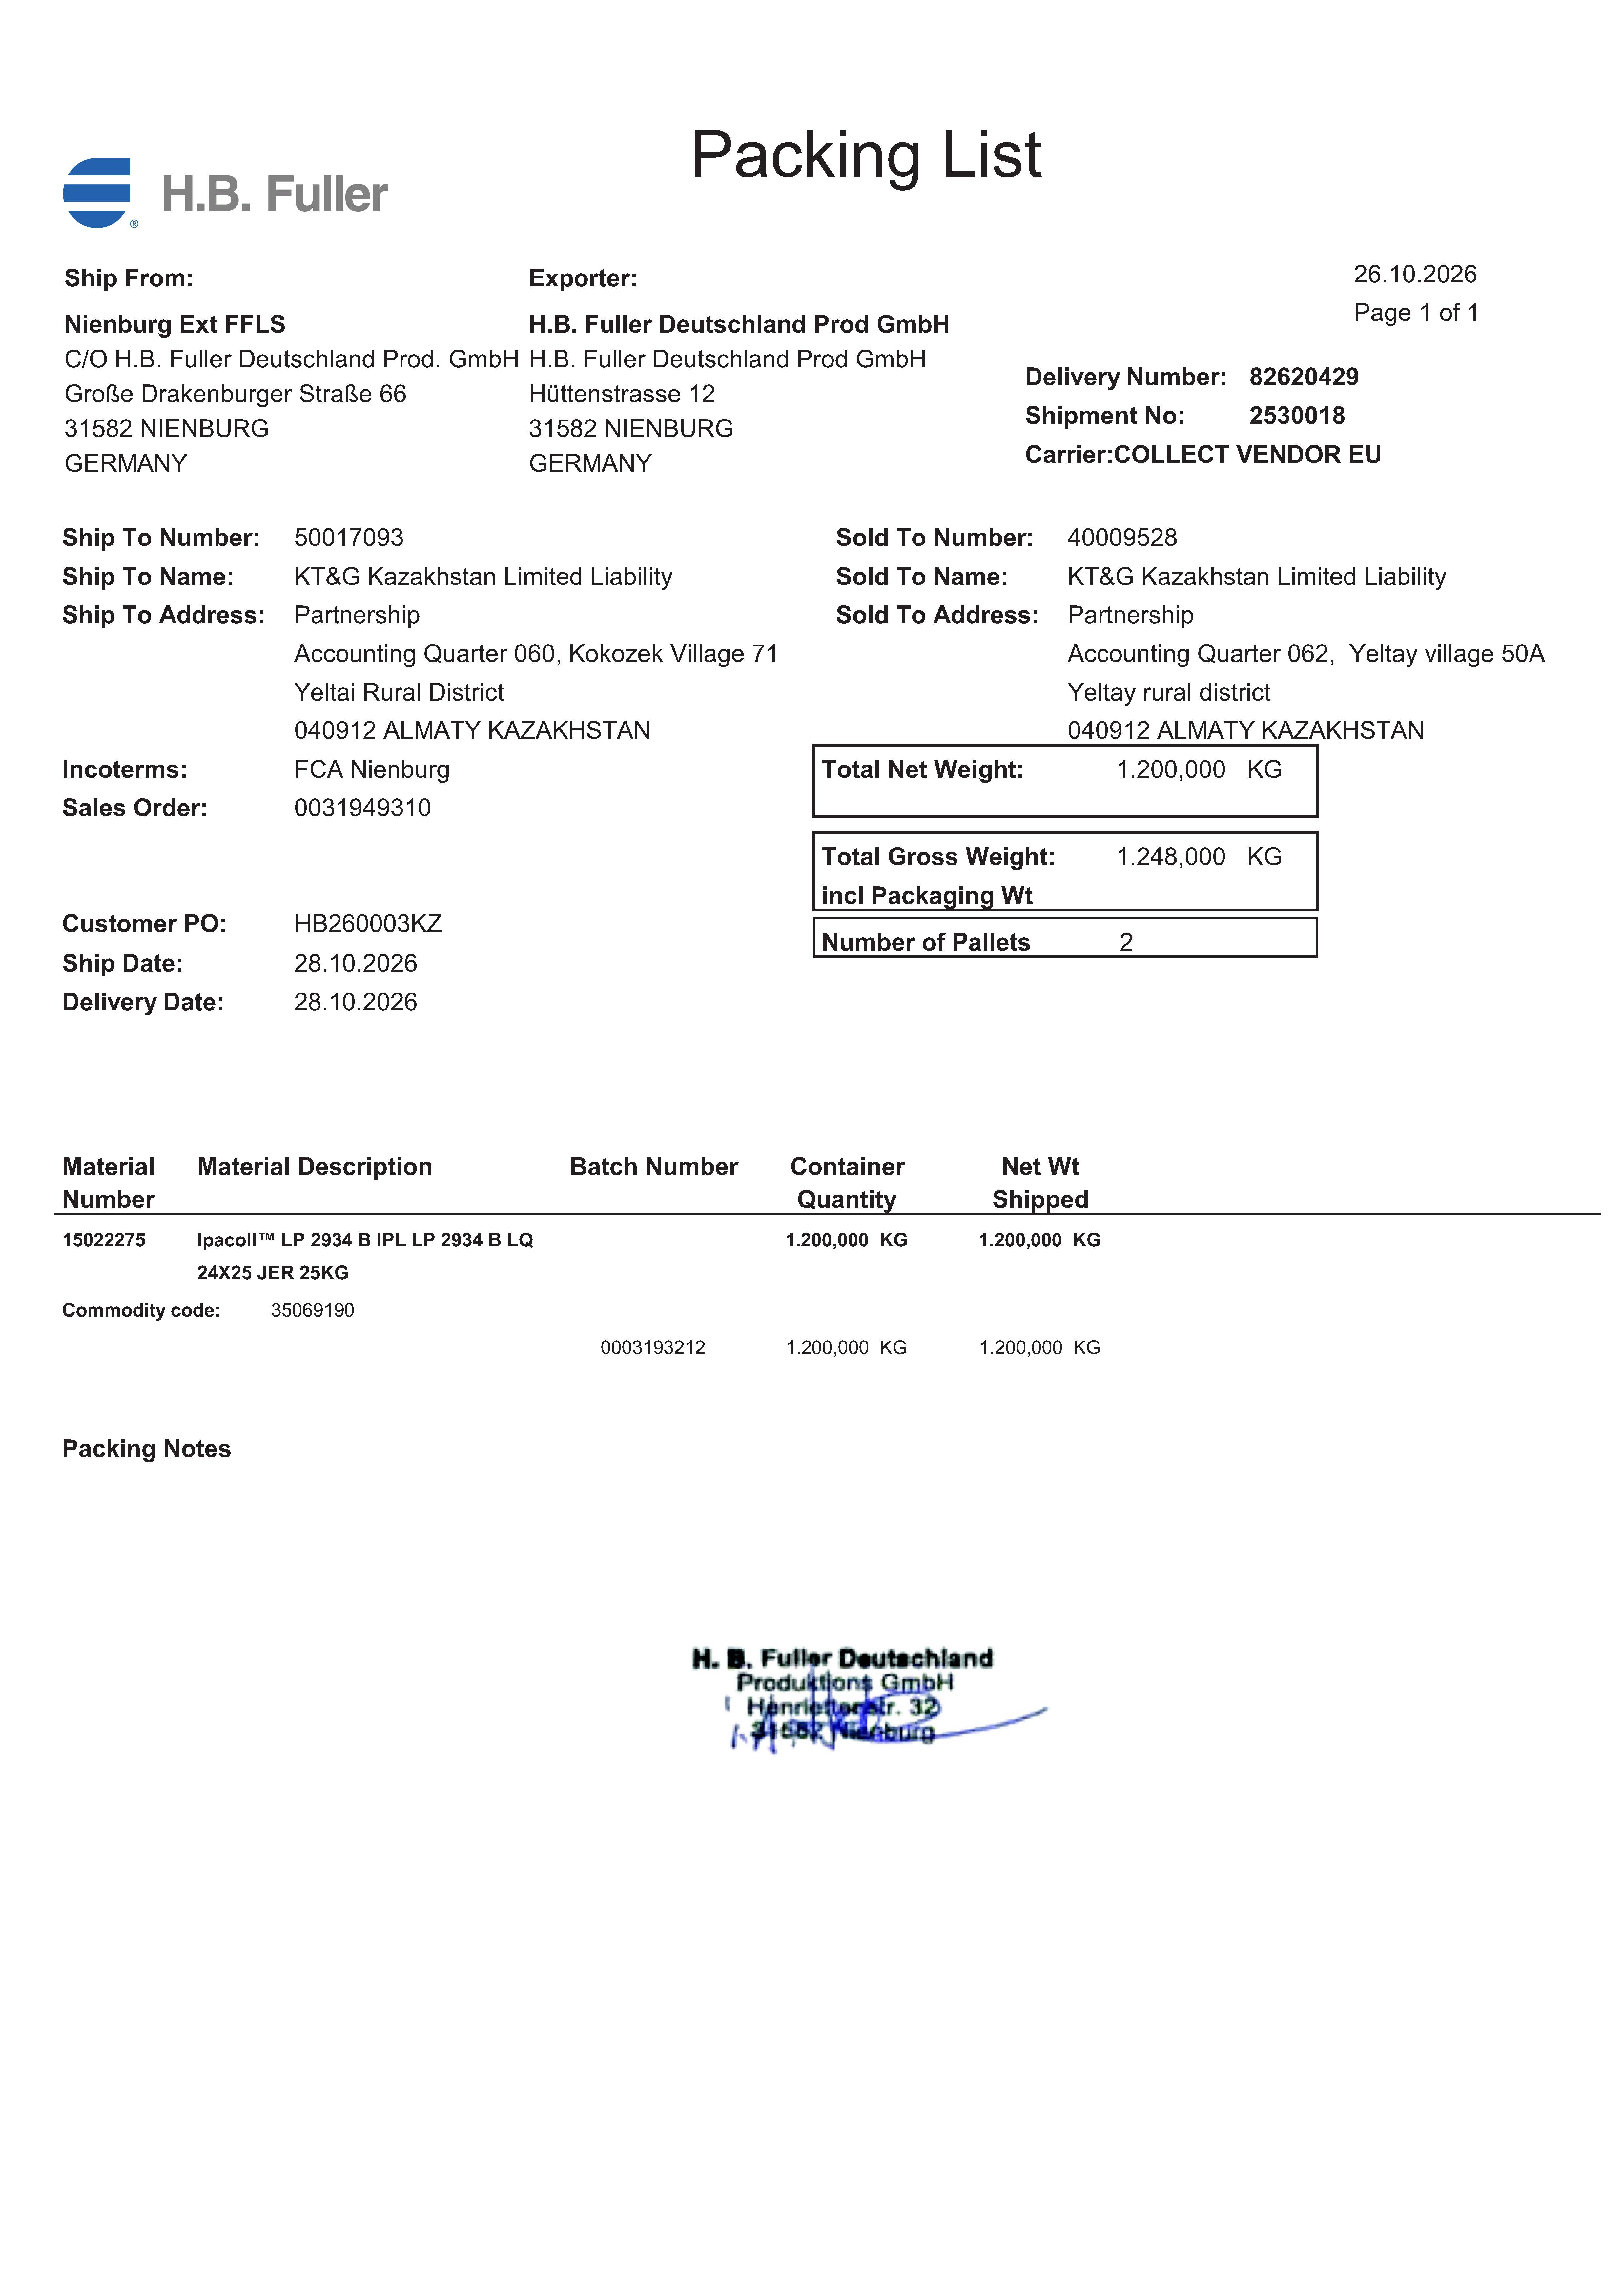 Packing List
H.B. Fuller
®
Ship From:
Nienburg Ext FFLS
C/O H.B. Fuller Deutschland Prod. GmbH
Große Drakenburger Straße 66
31582 NIENBURG
GERMANY
Exporter:
H.B. Fuller Deutschland Prod GmbH
H.B. Fuller Deutschland Prod GmbH
Hüttenstrasse 12
31582 NIENBURG
GERMANY
26.10.2026
Page 1 of 1
Delivery Number: 82620429
Shipment No: 2530018
Carrier:COLLECT VENDOR EU
Ship To Number: 50017093
Ship To Name: KT&G Kazakhstan Limited Liability
Ship To Address: Partnership
Accounting Quarter 060, Kokozek Village 71
Yeltai Rural District
040912 ALMATY KAZAKHSTAN
Sold To Number: 40009528
Sold To Name: KT&G Kazakhstan Limited Liability
Sold To Address: Partnership
Accounting Quarter 062, Yeltay village 50A
Yeltay rural district
040912 ALMATY KAZAKHSTAN
Incoterms: FCA Nienburg
Sales Order: 0031949310
Total Net Weight: 1.200,000 KG
Total Gross Weight: 1.248,000 KG
incl Packaging Wt
Number of Pallets 2
Customer PO: HB260003KZ
Ship Date: 28.10.2026
Delivery Date: 28.10.2026
Material Number Material Description Batch Number Container Quantity Net Wt Shipped
15022275 Ipacoll™ LP 2934 B IPL LP 2934 B LQ 1.200,000 KG 1.200,000 KG
24X25 JER 25KG
Commodity code: 35069190
0003193212 1.200,000 KG 1.200,000 KG
Packing Notes
H. B. Fuller Deutschland
Produktions GmbH
Henriettenstr. 32
31582 Nienburg